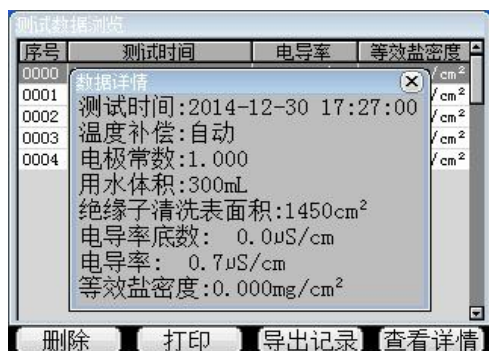 测试数据浏览
序号 测试时间 电导率 等效盐密度
0000 /cm²
数据详情
0001 /cm²
0002 /cm²
0003 /cm²
0004 /cm²
测试时间:2014-12-30 17:27:00
温度补偿:自动
电极常数:1.000
用水体积:300mL
绝缘子清洗表面积:1450cm²
电导率底数: 0.0μS/cm
电导率: 0.7μS/cm
等效盐密度:0.000mg/cm²
删除 打印 导出记录 查看详情